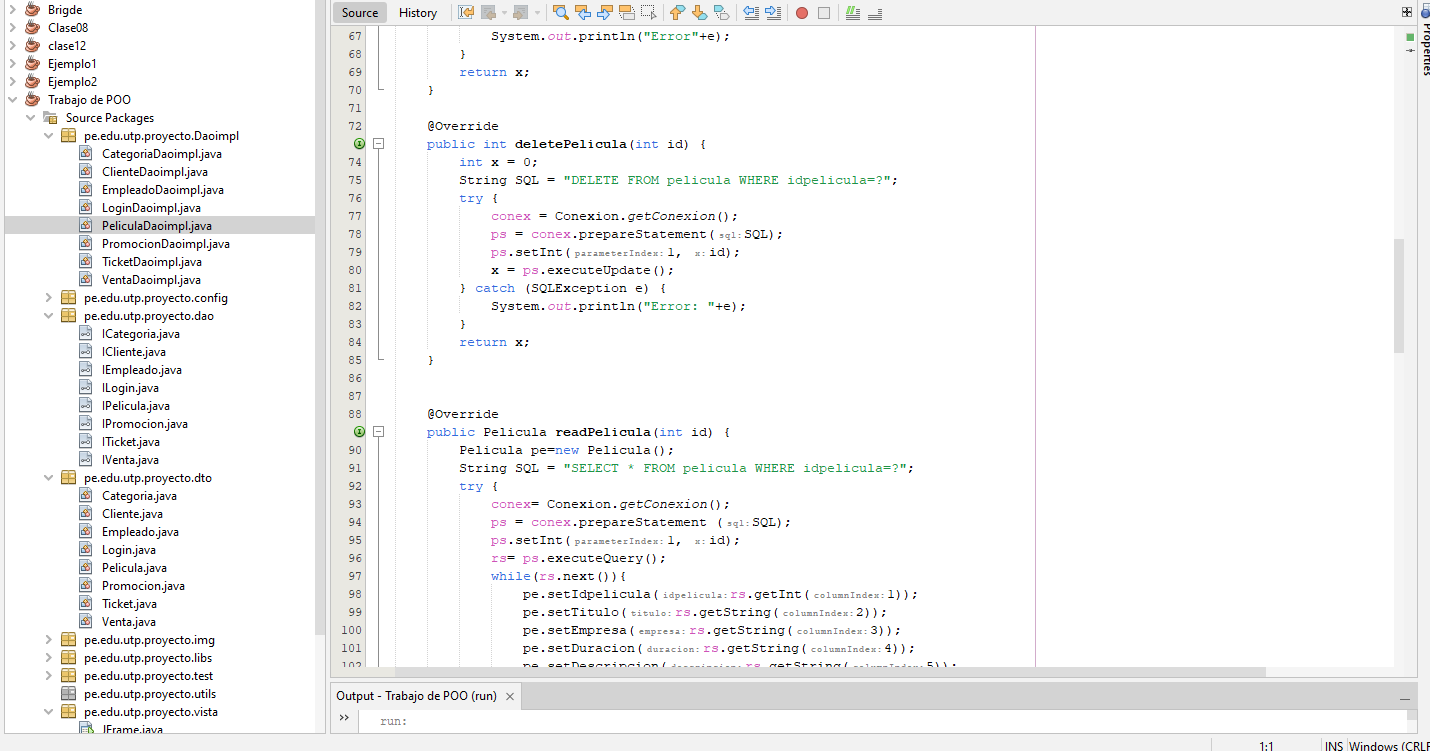 Brigde
Clase08
clase12
Ejemplo1
Ejemplo2
Trabajo de POO
Source Packages
pe.edu.utp.proyecto.Daoimpl
CategoriaDaoimpl.java
ClienteDaoimpl.java
EmpleadoDaoimpl.java
LoginDaoimpl.java
PeliculaDaoimpl.java
PromocionDaoimpl.java
TicketDaoimpl.java
VentaDaoimpl.java
pe.edu.utp.proyecto.config
pe.edu.utp.proyecto.dao
ICategoria.java
ICliente.java
IEmpleado.java
ILogin.java
IPelicula.java
IPromocion.java
ITicket.java
IVenta.java
pe.edu.utp.proyecto.dto
Categoria.java
Cliente.java
Empleado.java
Login.java
Pelicula.java
Promocion.java
Ticket.java
Venta.java
pe.edu.utp.proyecto.img
pe.edu.utp.proyecto.libs
pe.edu.utp.proyecto.test
pe.edu.utp.proyecto.utils
pe.edu.utp.proyecto.vista
JFrame.java
Source History
67 System.out.println("Error"+e);
68 }
69 return x;
70 }
71
72 @Override
public int deletePelicula(int id) {
74 int x = 0;
75 String SQL = "DELETE FROM pelicula WHERE idpelicula=?";
76 try {
77 conex = Conexion.getConexion();
78 ps = conex.prepareStatement(sql:SQL);
79 ps.setInt(parameterIndex:1, x:id);
80 x = ps.executeUpdate();
81 } catch (SQLException e) {
82 System.out.println("Error: "+e);
83 }
84 return x;
85 }
86
87
88 @Override
public Pelicula readPelicula(int id) {
90 Pelicula pe=new Pelicula();
91 String SQL = "SELECT * FROM pelicula WHERE idpelicula=?";
92 try {
93 conex= Conexion.getConexion();
94 ps = conex.prepareStatement (sql:SQL);
95 ps.setInt(parameterIndex:1, x:id);
96 rs= ps.executeQuery();
97 while(rs.next()){
98 pe.setIdpelicula(idpelicula:rs.getInt(columnIndex:1));
99 pe.setTitulo(titulo:rs.getString(columnIndex:2));
100 pe.setEmpresa(empresa:rs.getString(columnIndex:3));
101 pe.setDuracion(duracion:rs.getString(columnIndex:4));
102 pe.setDescripcion(descripcion:rs.getString(columnIndex:5));
Properties
Output - Trabajo de POO (run)
run:
1:1 INS Windows (CRLF